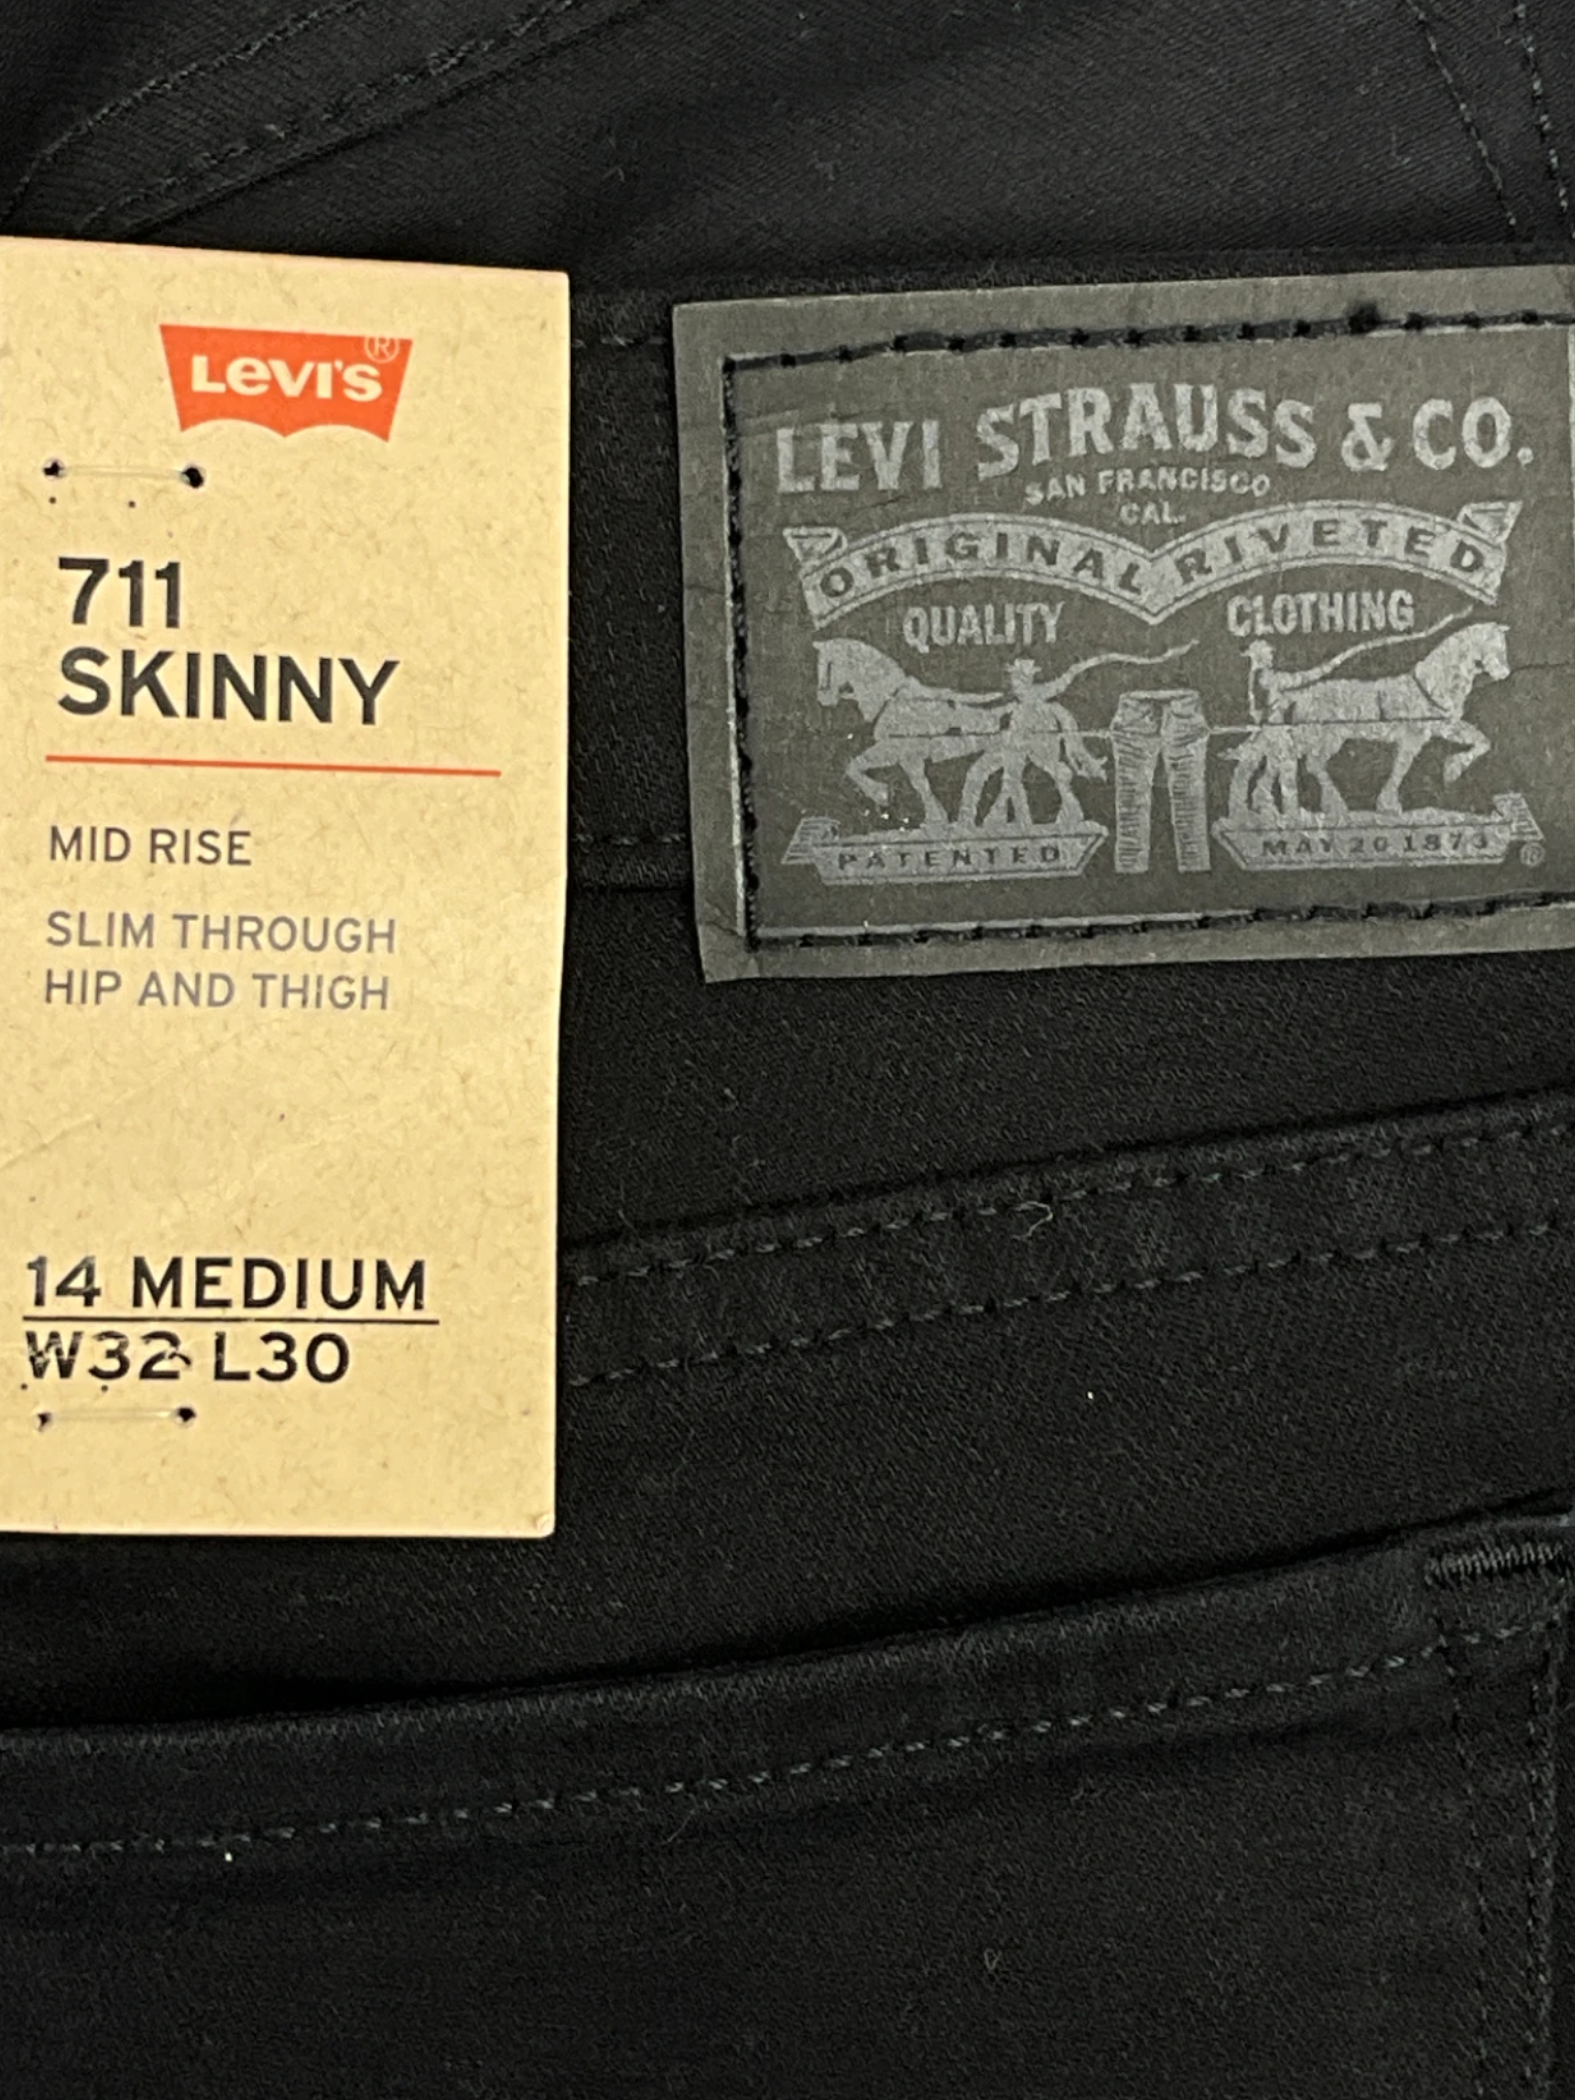 Levi's®
711
SKINNY
MID RISE
SLIM THROUGH
HIP AND THIGH
14 MEDIUM
W32 L30
LEVI STRAUSS & CO.
SAN FRANCISCO
CAL.
ORIGINAL RIVETED
QUALITY CLOTHING
PATENTED MAY 20 1873 ®